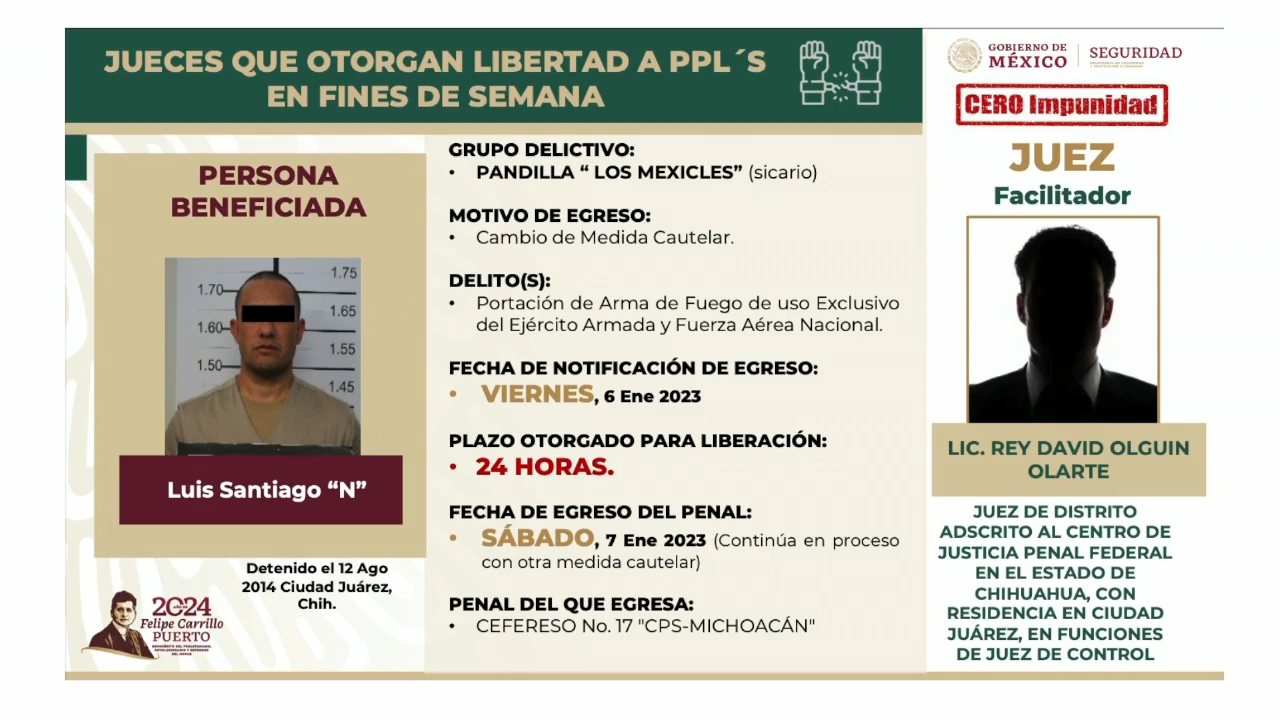 JUECES QUE OTORGAN LIBERTAD A PPL´S
EN FINES DE SEMANA
GOBIERNO DE
MÉXICO
SEGURIDAD
CERO Impunidad
PERSONA
BENEFICIADA
1.75
1.70
1.65
1.60
1.55
1.50
1.45
Luis Santiago “N”
Detenido el 12 Ago
2014 Ciudad Juárez,
Chih.
2024
Felipe Carrillo
PUERTO
GRUPO DELICTIVO:
• PANDILLA “ LOS MEXICLES” (sicario)
MOTIVO DE EGRESO:
• Cambio de Medida Cautelar.
DELITO(S):
• Portación de Arma de Fuego de uso Exclusivo
del Ejército Armada y Fuerza Aérea Nacional.
FECHA DE NOTIFICACIÓN DE EGRESO:
• VIERNES, 6 Ene 2023
PLAZO OTORGADO PARA LIBERACIÓN:
• 24 HORAS.
FECHA DE EGRESO DEL PENAL:
• SÁBADO, 7 Ene 2023 (Continúa en proceso
con otra medida cautelar)
PENAL DEL QUE EGRESA:
• CEFERESO No. 17 "CPS-MICHOACÁN"
JUEZ
Facilitador
LIC. REY DAVID OLGUIN
OLARTE
JUEZ DE DISTRITO
ADSCRITO AL CENTRO DE
JUSTICIA PENAL FEDERAL
EN EL ESTADO DE
CHIHUAHUA, CON
RESIDENCIA EN CIUDAD
JUÁREZ, EN FUNCIONES
DE JUEZ DE CONTROL